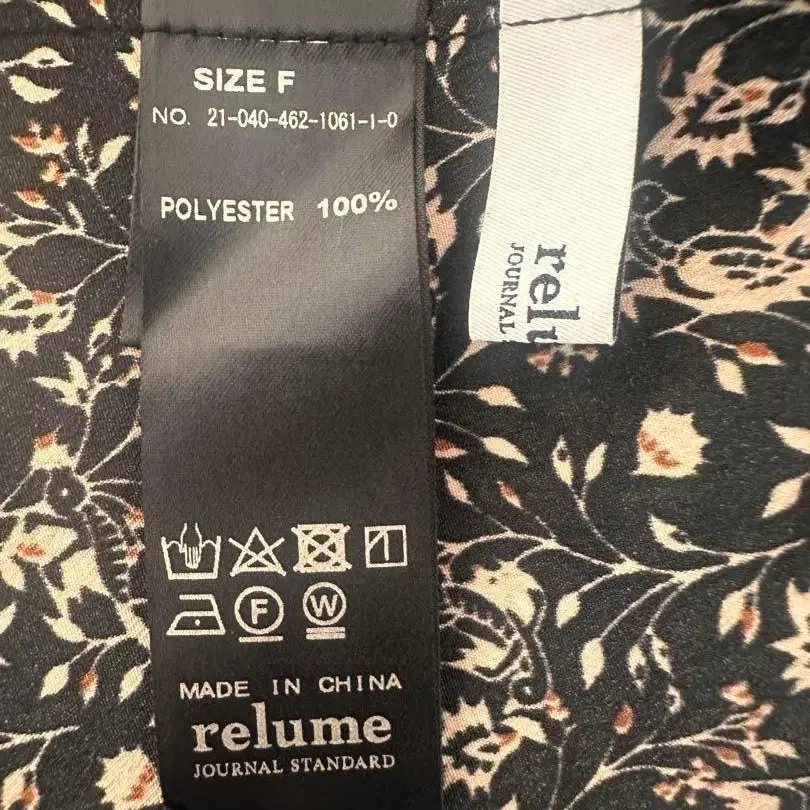 SIZE F
NO. 21-040-462-1061-1-0
POLYESTER 100%
F W
MADE IN CHINA
relume
JOURNAL STANDARD
relu
JOURNAL